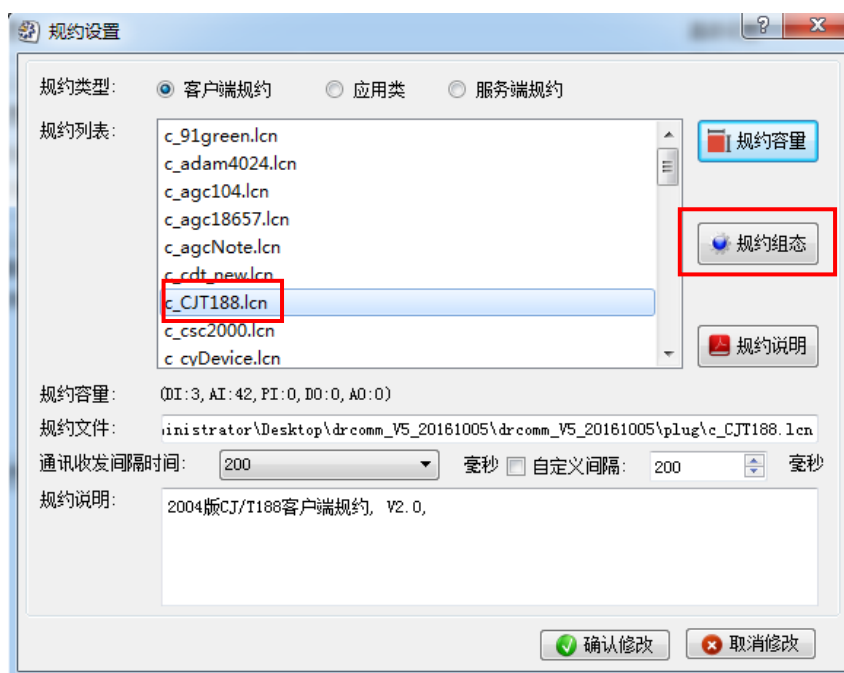 规约设置
规约类型: 客户端规约 应用类 服务端规约
规约列表:
c_91green.lcn
c_adam4024.lcn
c_agc104.lcn
c_agc18657.lcn
c_agcNote.lcn
c_cdt_new.lcn
c_CJT188.lcn
c_csc2000.lcn
c_cyDevice.lcn
规约容量
规约组态
规约说明
规约容量: (DI:3,AI:42,PI:0,DO:0,AO:0)
规约文件: inistrator\Desktop\drcomm_V5_20161005\drcomm_V5_20161005\plug\c_CJT188.lcn
通讯收发间隔时间: 200 毫秒 自定义间隔: 200 毫秒
规约说明: 2004版CJ/T188客户端规约, V2.0,
确认修改 取消修改